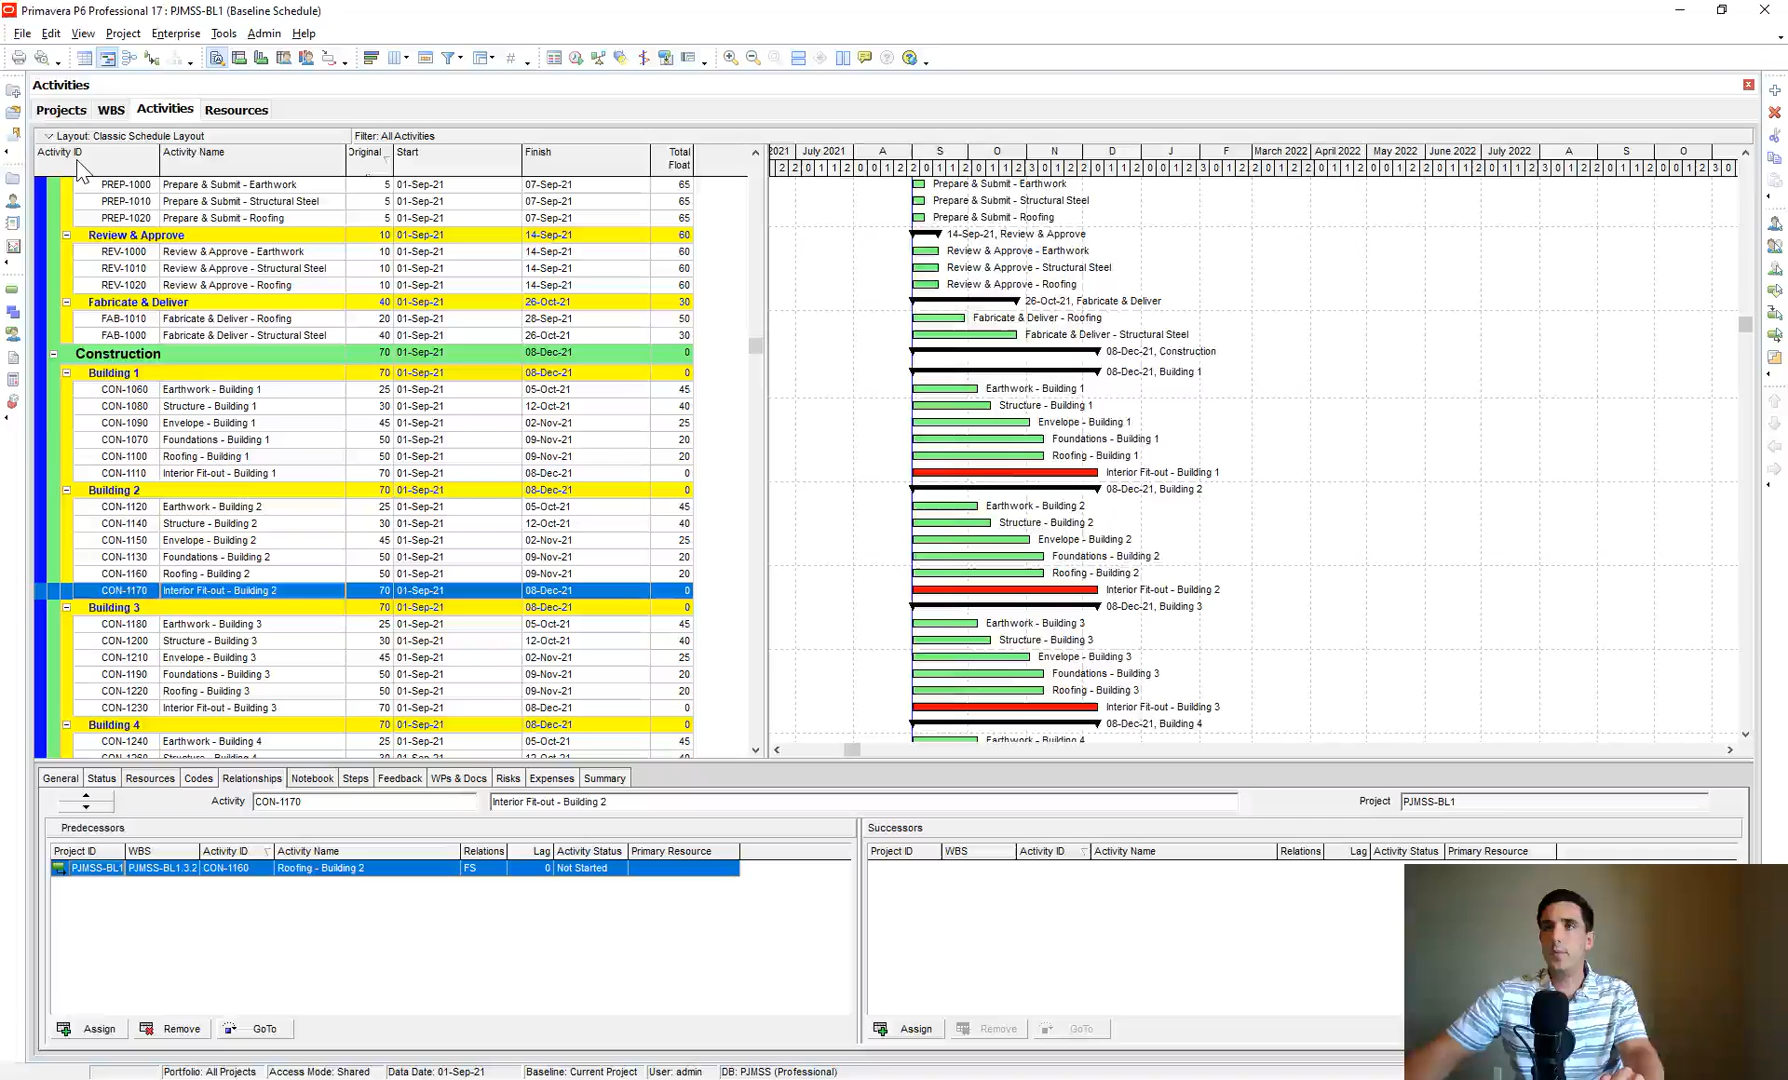 Primavera P6 Professional 17 : PJMSS-BL1 (Baseline Schedule)
File Edit View Project Enterprise Tools Admin Help
Activities
Projects WBS Activities Resources
Layout: Classic Schedule Layout Filter: All Activities
Activity ID Activity Name Original Start Finish Total Float
PREP-1000 Prepare & Submit - Earthwork 5 01-Sep-21 07-Sep-21 65
PREP-1010 Prepare & Submit - Structural Steel 5 01-Sep-21 07-Sep-21 65
PREP-1020 Prepare & Submit - Roofing 5 01-Sep-21 07-Sep-21 65
Review & Approve 10 01-Sep-21 14-Sep-21 60
REV-1000 Review & Approve - Earthwork 10 01-Sep-21 14-Sep-21 60
REV-1010 Review & Approve - Structural Steel 10 01-Sep-21 14-Sep-21 60
REV-1020 Review & Approve - Roofing 10 01-Sep-21 14-Sep-21 60
Fabricate & Deliver 40 01-Sep-21 26-Oct-21 30
FAB-1010 Fabricate & Deliver - Roofing 20 01-Sep-21 28-Sep-21 50
FAB-1000 Fabricate & Deliver - Structural Steel 40 01-Sep-21 26-Oct-21 30
Construction 70 01-Sep-21 08-Dec-21 0
Building 1 70 01-Sep-21 08-Dec-21 0
CON-1060 Earthwork - Building 1 25 01-Sep-21 05-Oct-21 45
CON-1080 Structure - Building 1 30 01-Sep-21 12-Oct-21 40
CON-1090 Envelope - Building 1 45 01-Sep-21 02-Nov-21 25
CON-1070 Foundations - Building 1 50 01-Sep-21 09-Nov-21 20
CON-1100 Roofing - Building 1 50 01-Sep-21 09-Nov-21 20
CON-1110 Interior Fit-out - Building 1 70 01-Sep-21 08-Dec-21 0
Building 2 70 01-Sep-21 08-Dec-21 0
CON-1120 Earthwork - Building 2 25 01-Sep-21 05-Oct-21 45
CON-1140 Structure - Building 2 30 01-Sep-21 12-Oct-21 40
CON-1150 Envelope - Building 2 45 01-Sep-21 02-Nov-21 25
CON-1130 Foundations - Building 2 50 01-Sep-21 09-Nov-21 20
CON-1160 Roofing - Building 2 50 01-Sep-21 09-Nov-21 20
CON-1170 Interior Fit-out - Building 2 70 01-Sep-21 08-Dec-21 0
Building 3 70 01-Sep-21 08-Dec-21 0
CON-1180 Earthwork - Building 3 25 01-Sep-21 05-Oct-21 45
CON-1200 Structure - Building 3 30 01-Sep-21 12-Oct-21 40
CON-1210 Envelope - Building 3 45 01-Sep-21 02-Nov-21 25
CON-1190 Foundations - Building 3 50 01-Sep-21 09-Nov-21 20
CON-1220 Roofing - Building 3 50 01-Sep-21 09-Nov-21 20
CON-1230 Interior Fit-out - Building 3 70 01-Sep-21 08-Dec-21 0
Building 4 70 01-Sep-21 08-Dec-21 0
CON-1240 Earthwork - Building 4 25 01-Sep-21 05-Oct-21 45
2021 July 2021 A S O N D J F March 2022 April 2022 May 2022 June 2022 July 2022 A S O
Prepare & Submit - Earthwork
Prepare & Submit - Structural Steel
Prepare & Submit - Roofing
14-Sep-21, Review & Approve
Review & Approve - Earthwork
Review & Approve - Structural Steel
Review & Approve - Roofing
26-Oct-21, Fabricate & Deliver
Fabricate & Deliver - Roofing
Fabricate & Deliver - Structural Steel
08-Dec-21, Construction
08-Dec-21, Building 1
Earthwork - Building 1
Structure - Building 1
Envelope - Building 1
Foundations - Building 1
Roofing - Building 1
Interior Fit-out - Building 1
08-Dec-21, Building 2
Earthwork - Building 2
Structure - Building 2
Envelope - Building 2
Foundations - Building 2
Roofing - Building 2
Interior Fit-out - Building 2
08-Dec-21, Building 3
Earthwork - Building 3
Structure - Building 3
Envelope - Building 3
Foundations - Building 3
Roofing - Building 3
Interior Fit-out - Building 3
08-Dec-21, Building 4
Earthwork - Building 4
General Status Resources Codes Relationships Notebook Steps Feedback WPs & Docs Risks Expenses Summary
Activity CON-1170 Interior Fit-out - Building 2 Project PJMSS-BL1
Predecessors
Project ID WBS Activity ID Activity Name Relations Lag Activity Status Primary Resource
PJMSS-BL1 PJMSS-BL1.3.2 CON-1160 Roofing - Building 2 FS 0 Not Started
Assign Remove GoTo
Successors
Project ID WBS Activity ID Activity Name Relations Lag Activity Status Primary Resource
Assign Remove GoTo
Portfolio: All Projects Access Mode: Shared Data Date: 01-Sep-21 Baseline: Current Project User: admin DB: PJMSS (Professional)